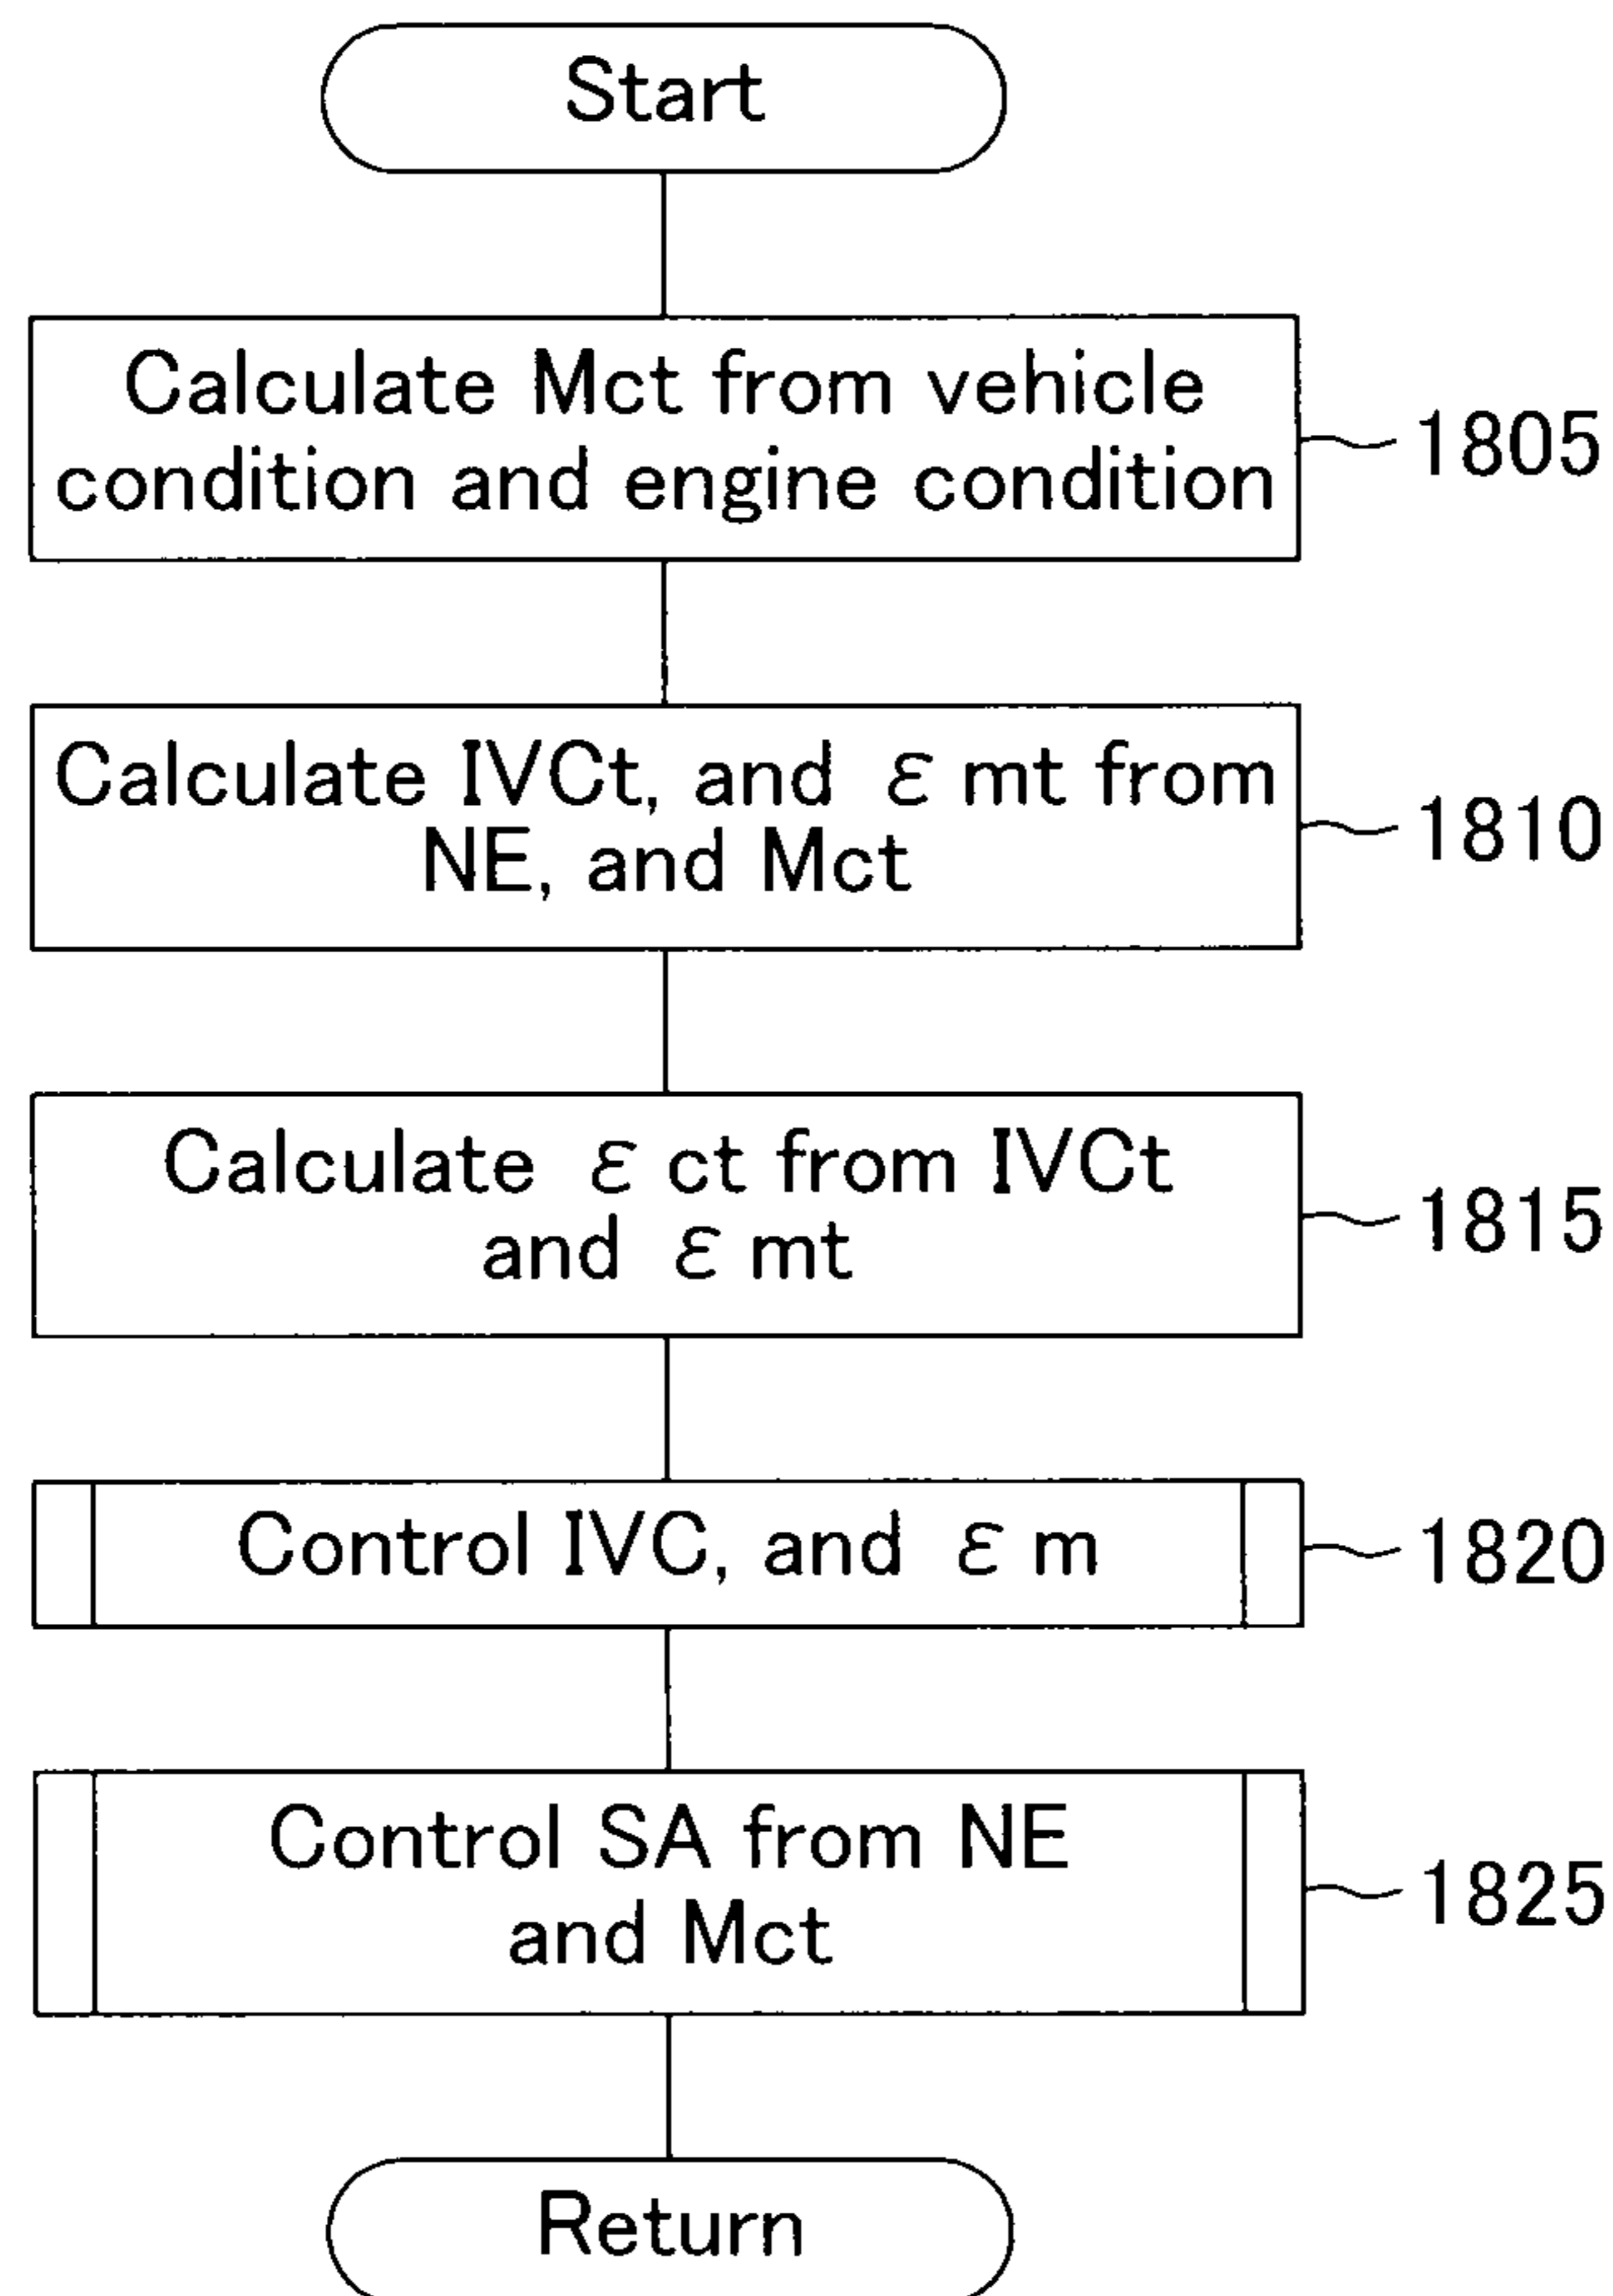 Start
Calculate Mct from vehicle
condition and engine condition
1805
Calculate IVCt, and ε mt from
NE, and Mct
1810
Calculate ε ct from IVCt
and ε mt
1815
Control IVC, and ε m
1820
Control SA from NE
and Mct
1825
Return